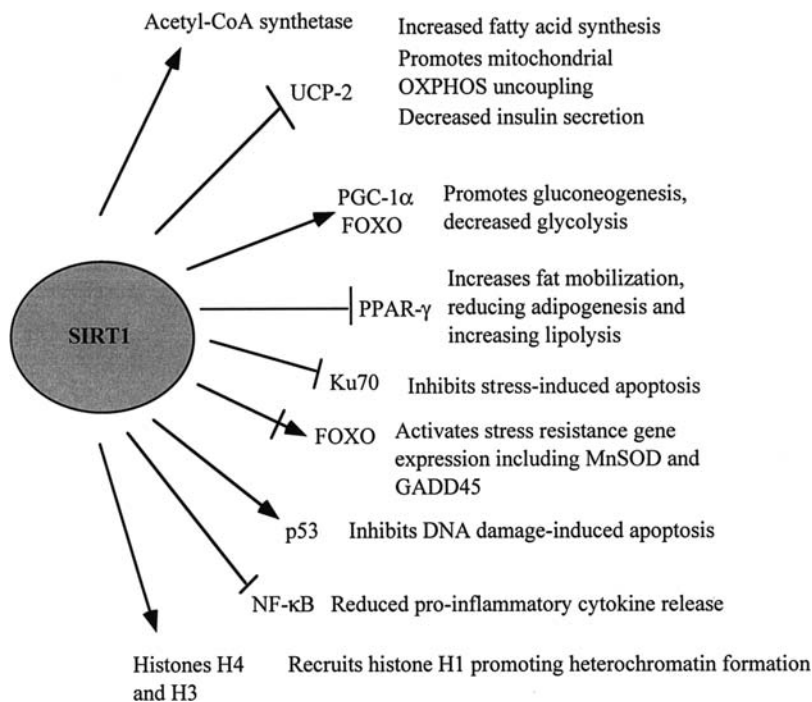 Acetyl-CoA synthetase
Increased fatty acid synthesis
UCP-2
Promotes mitochondrial
OXPHOS uncoupling
Decreased insulin secretion
PGC-1α
FOXO
Promotes gluconeogenesis,
decreased glycolysis
PPAR-γ
Increases fat mobilization,
reducing adipogenesis and
increasing lipolysis
SIRT1
Ku70
Inhibits stress-induced apoptosis
FOXO
Activates stress resistance gene
expression including MnSOD and
GADD45
p53
Inhibits DNA damage-induced apoptosis
NF-κB
Reduced pro-inflammatory cytokine release
Histones H4
and H3
Recruits histone H1 promoting heterochromatin formation